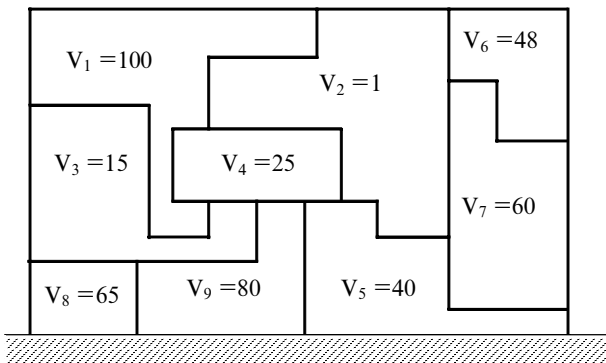 V₁ =100
V₆ =48
V₂ =1
V₃ =15
V₄ =25
V₇ =60
V₈ =65
V₉ =80
V₅ =40